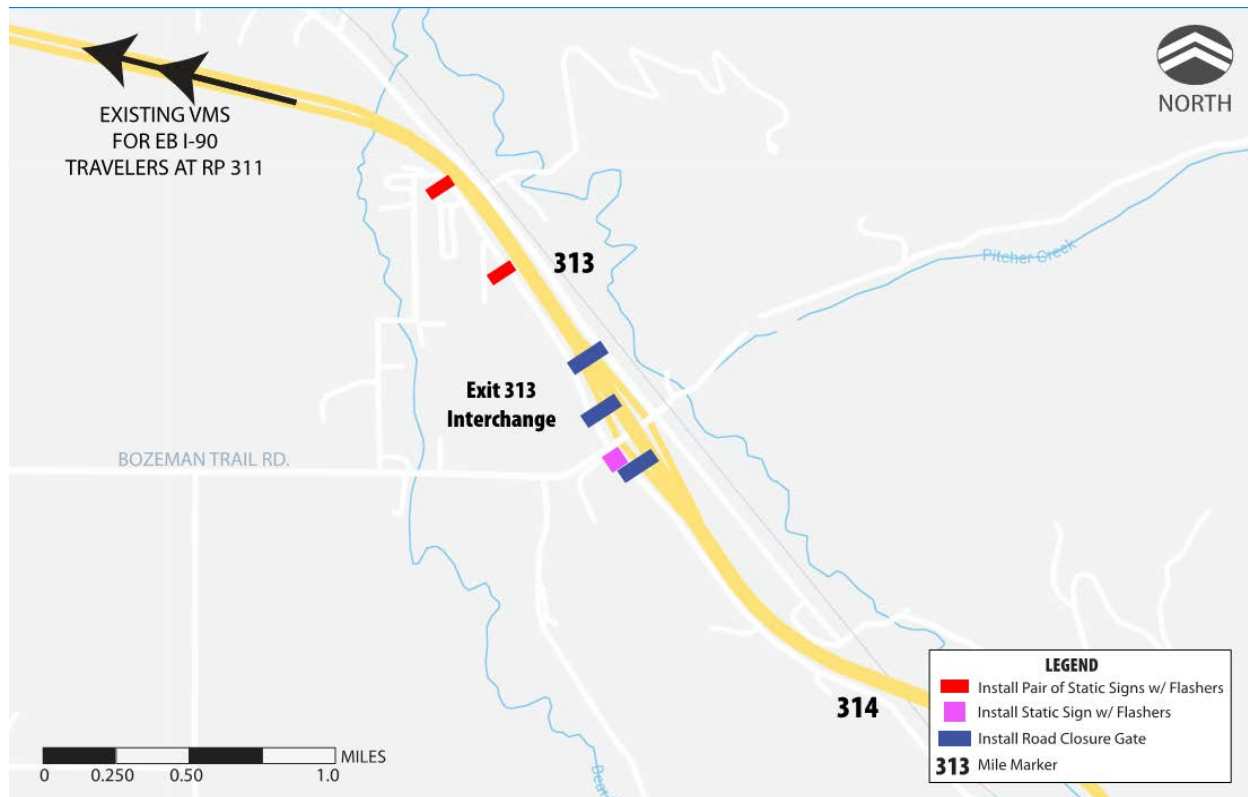 NORTH
EXISTING VMS
FOR EB I-90
TRAVELERS AT RP 311
313
Pitcher Creek
Exit 313
Interchange
BOZEMAN TRAIL RD.
314
LEGEND
Install Pair of Static Signs w/ Flashers
Install Static Sign w/ Flashers
Install Road Closure Gate
313 Mile Marker
MILES
0 0.250 0.50 1.0